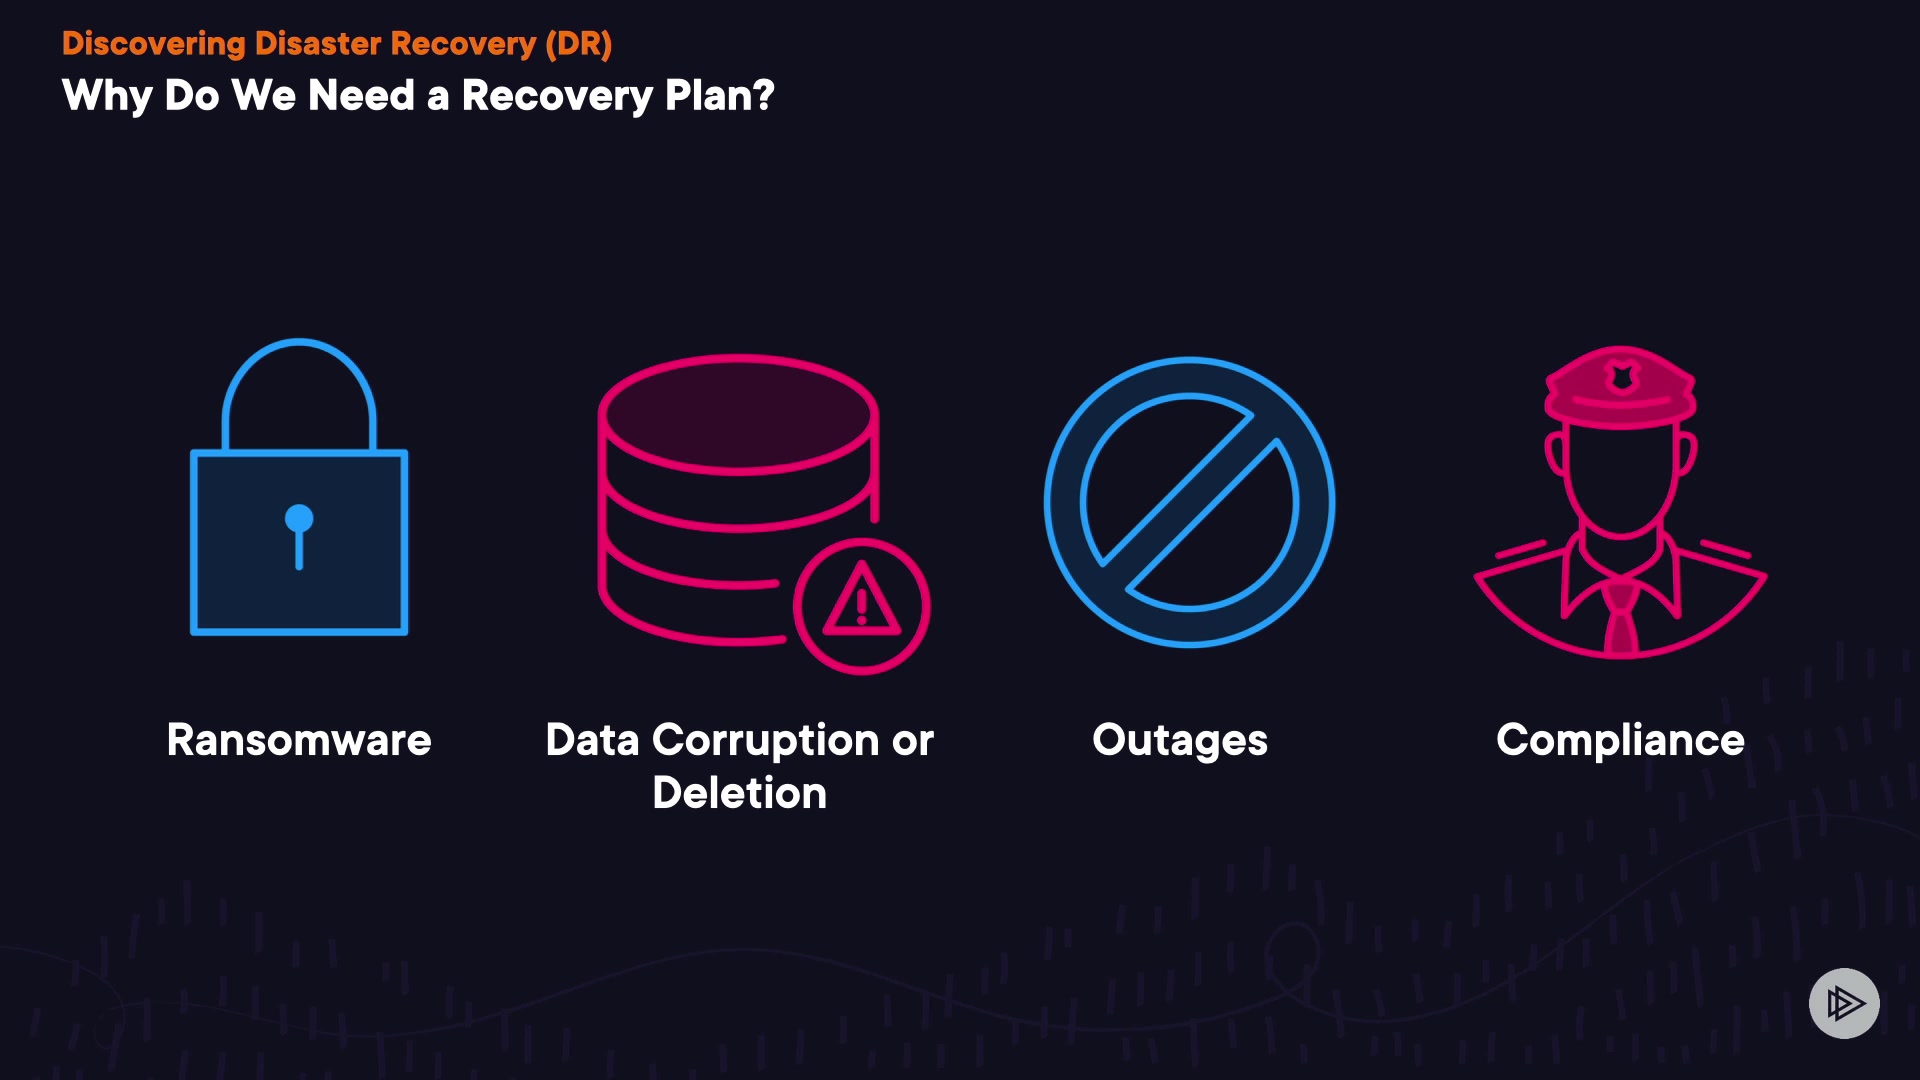 Discovering Disaster Recovery (DR)
Why Do We Need a Recovery Plan?
Ransomware
Data Corruption or
Deletion
Outages
Compliance